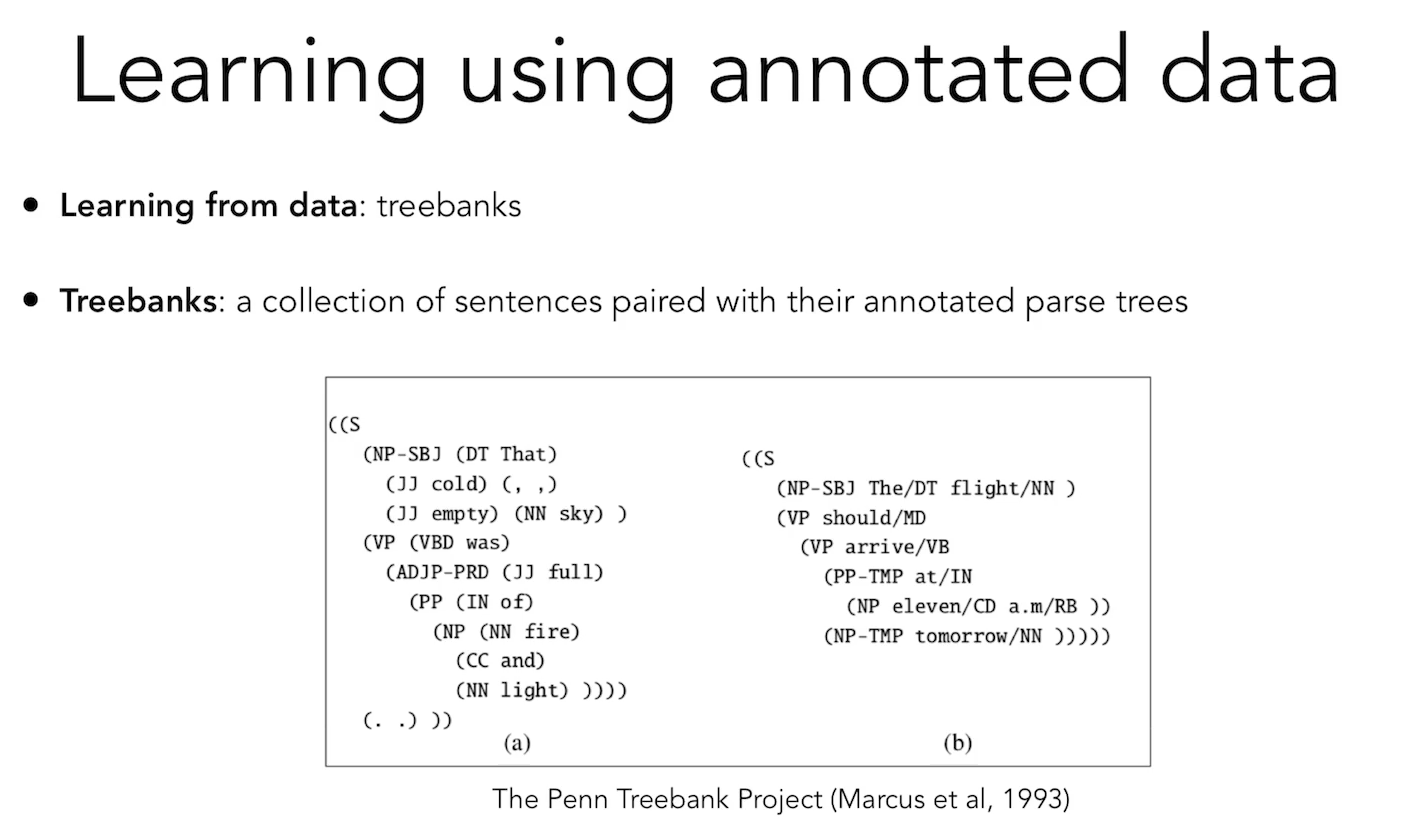 Learning using annotated data
• Learning from data: treebanks
• Treebanks: a collection of sentences paired with their annotated parse trees
((S
(NP-SBJ (DT That)
(JJ cold) (, ,)
(JJ empty) (NN sky) )
(VP (VBD was)
(ADJP-PRD (JJ full)
(PP (IN of)
(NP (NN fire)
(CC and)
(NN light) ))))
(. .) ))
(a)
((S
(NP-SBJ The/DT flight/NN )
(VP should/MD
(VP arrive/VB
(PP-TMP at/IN
(NP eleven/CD a.m/RB ))
(NP-TMP tomorrow/NN )))))
(b)
The Penn Treebank Project (Marcus et al, 1993)